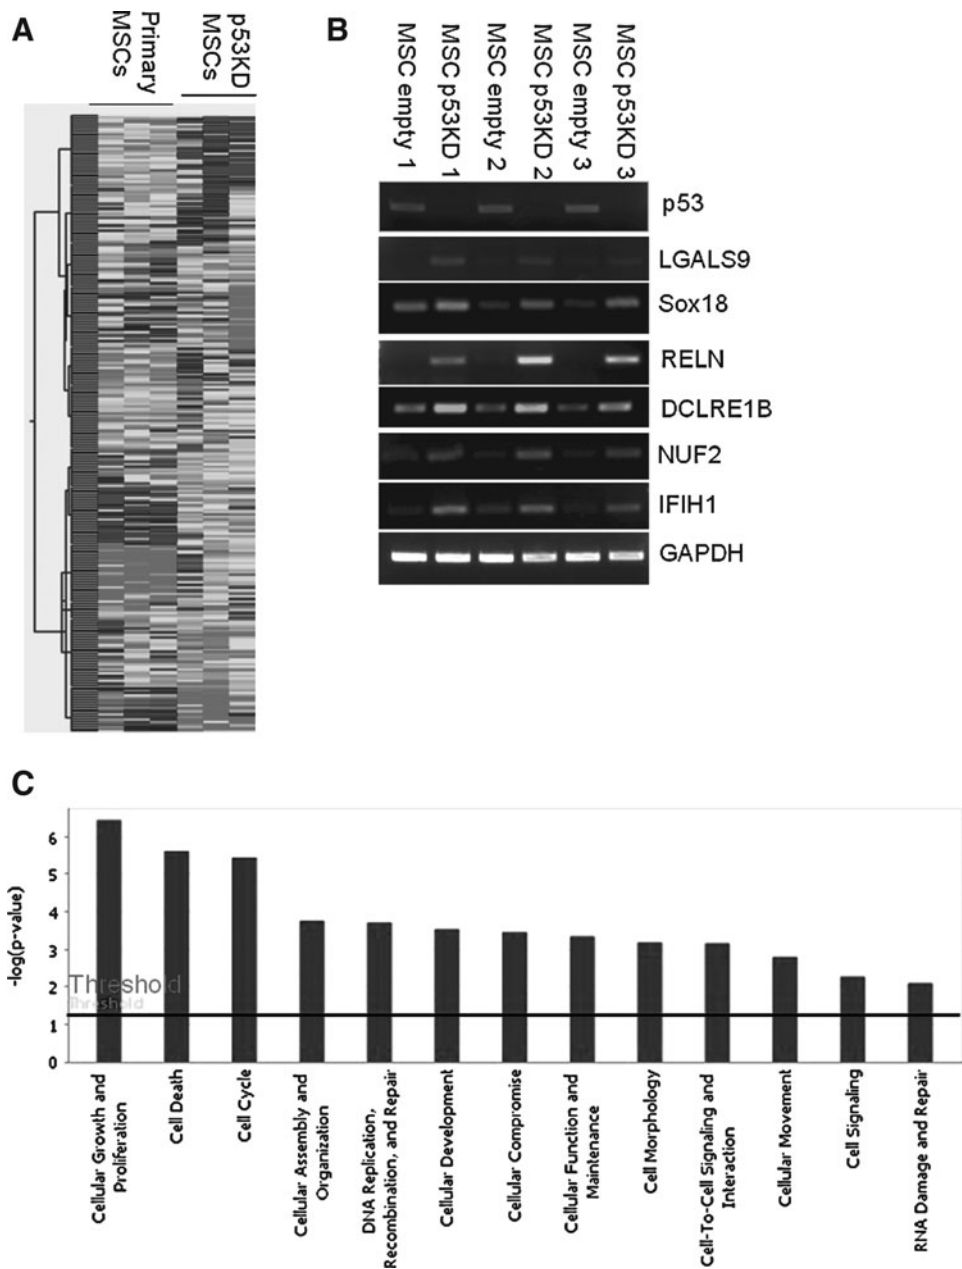 A
Primary
MSCs
p53KD
MSCs
B
MSC empty 1
MSC p53KD 1
MSC empty 2
MSC p53KD 2
MSC empty 3
MSC p53KD 3
p53
LGALS9
Sox18
RELN
DCLRE1B
NUF2
IFIH1
GAPDH
C
-log(p-value)
6
5
4
3
2
1
0
Threshold
Threshold
Cellular Growth and
Proliferation
Cell Death
Cell Cycle
Cellular Assembly and
Organization
DNA Replication,
Recombination, and Repair
Cellular Development
Cellular Compromise
Cellular Function and
Maintenance
Cell Morphology
Cell-To-Cell Signaling and
Interaction
Cellular Movement
Cell Signaling
RNA Damage and Repair